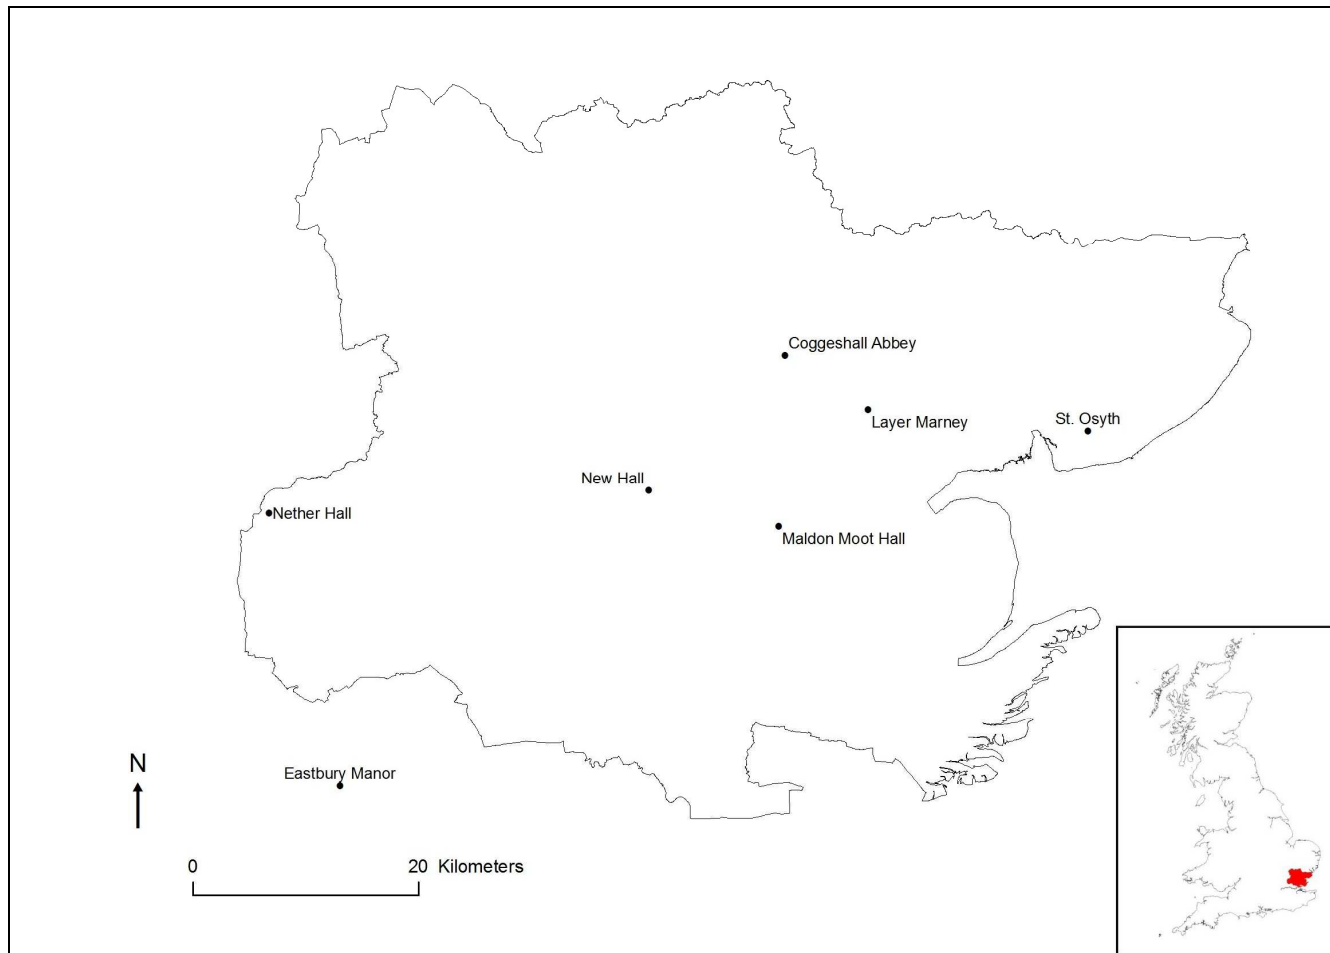 Coggeshall Abbey
Layer Marney
St. Osyth
New Hall
Nether Hall
Maldon Moot Hall
N
Eastbury Manor
0 20 Kilometers